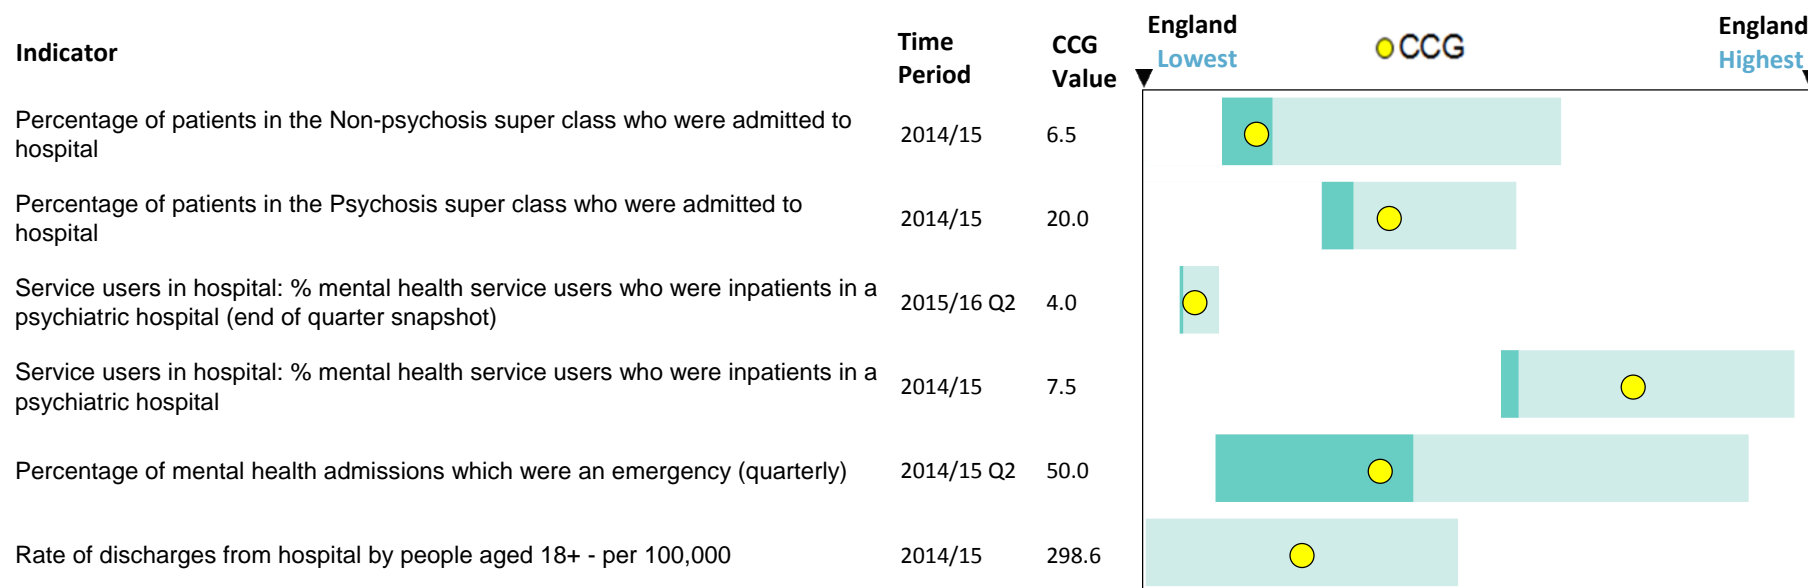 Indicator
Time Period
CCG Value
England Lowest
CCG
England Highest
Percentage of patients in the Non-psychosis super class who were admitted to
hospital
2014/15
6.5
Percentage of patients in the Psychosis super class who were admitted to
hospital
2014/15
20.0
Service users in hospital: % mental health service users who were inpatients in a
psychiatric hospital (end of quarter snapshot)
2015/16 Q2
4.0
Service users in hospital: % mental health service users who were inpatients in a
psychiatric hospital
2014/15
7.5
Percentage of mental health admissions which were an emergency (quarterly)
2014/15 Q2
50.0
Rate of discharges from hospital by people aged 18+ - per 100,000
2014/15
298.6